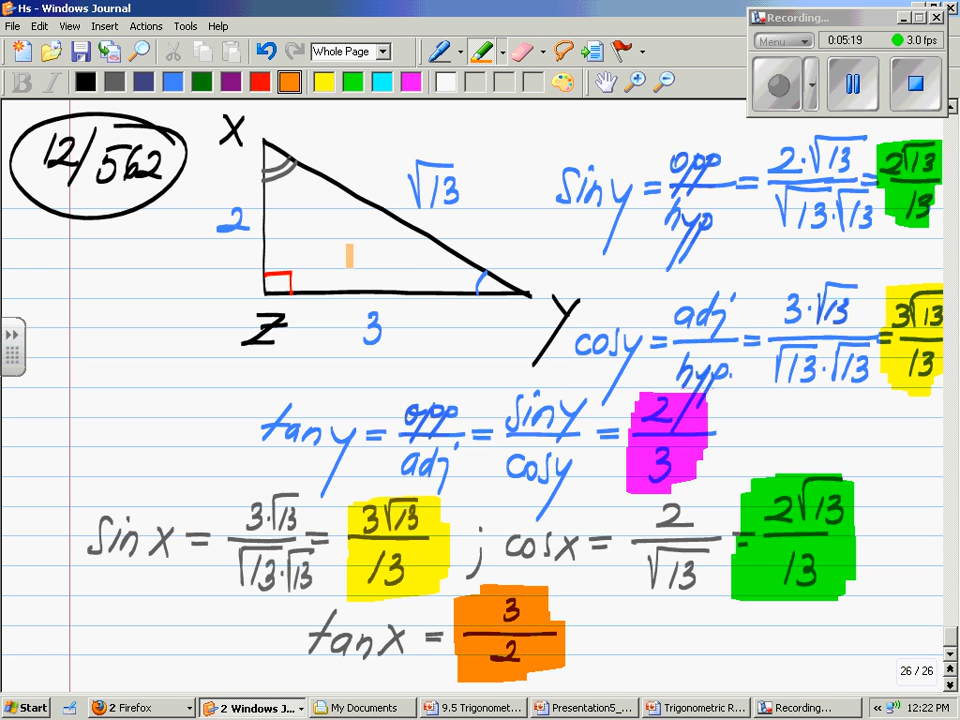 Hs - Windows Journal
Recording...
File Edit View Insert Actions Tools Help
Menu 0:05:19 3.0 fps
Whole Page
B I
12/562
X
2
√13
Z
3
Y
sin y = opp/hyp = 2·√13/√13·√13 = 2√13/13
cos y = adj/hyp. = 3·√13/√13·√13 = 3√13/13
tan y = opp/adj = sin y/cos y = 2/3
sin x = 3·√13/√13·√13 = 3√13/13 ; cos x = 2/√13 = 2√13/13
tan x = 3/2
26 / 26
Start 2 Firefox 2 Windows J... My Documents 9.5 Trigonomet... Presentation5_... Trigonometric R... Recording... 12:22 PM